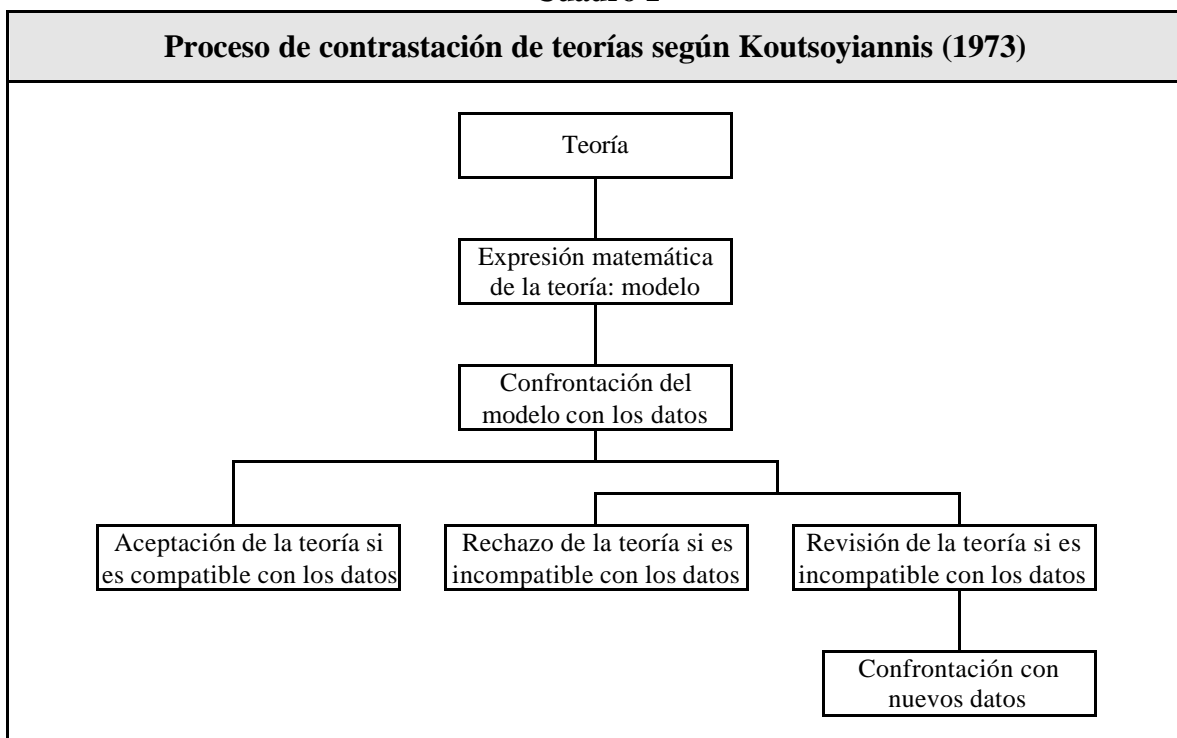 Proceso de contrastación de teorías según Koutsoyiannis (1973)
Teoría
Expresión matemática
de la teoría: modelo
Confrontación del
modelo con los datos
Aceptación de la teoría si
es compatible con los datos
Rechazo de la teoría si es
incompatible con los datos
Revisión de la teoría si es
incompatible con los datos
Confrontación con
nuevos datos